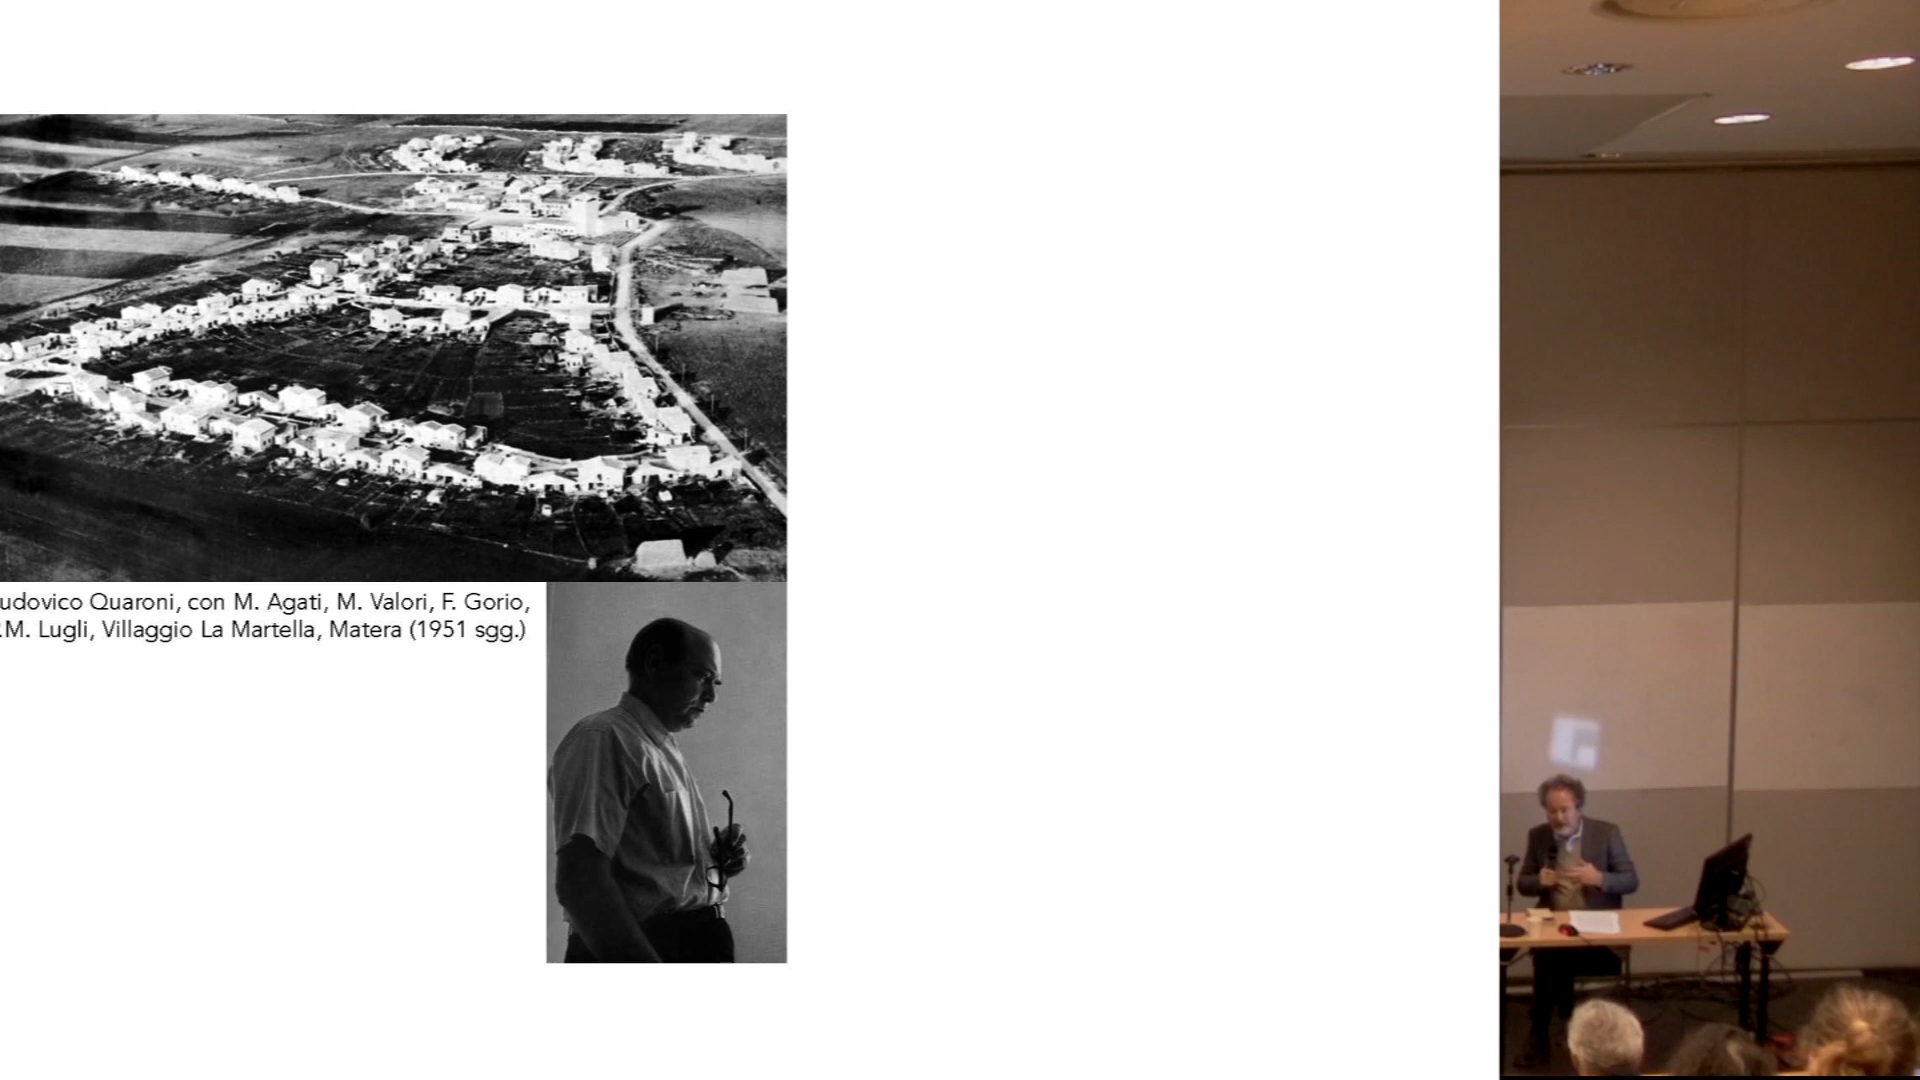 udovico Quaroni, con M. Agati, M. Valori, F. Gorio,
.M. Lugli, Villaggio La Martella, Matera (1951 sgg.)